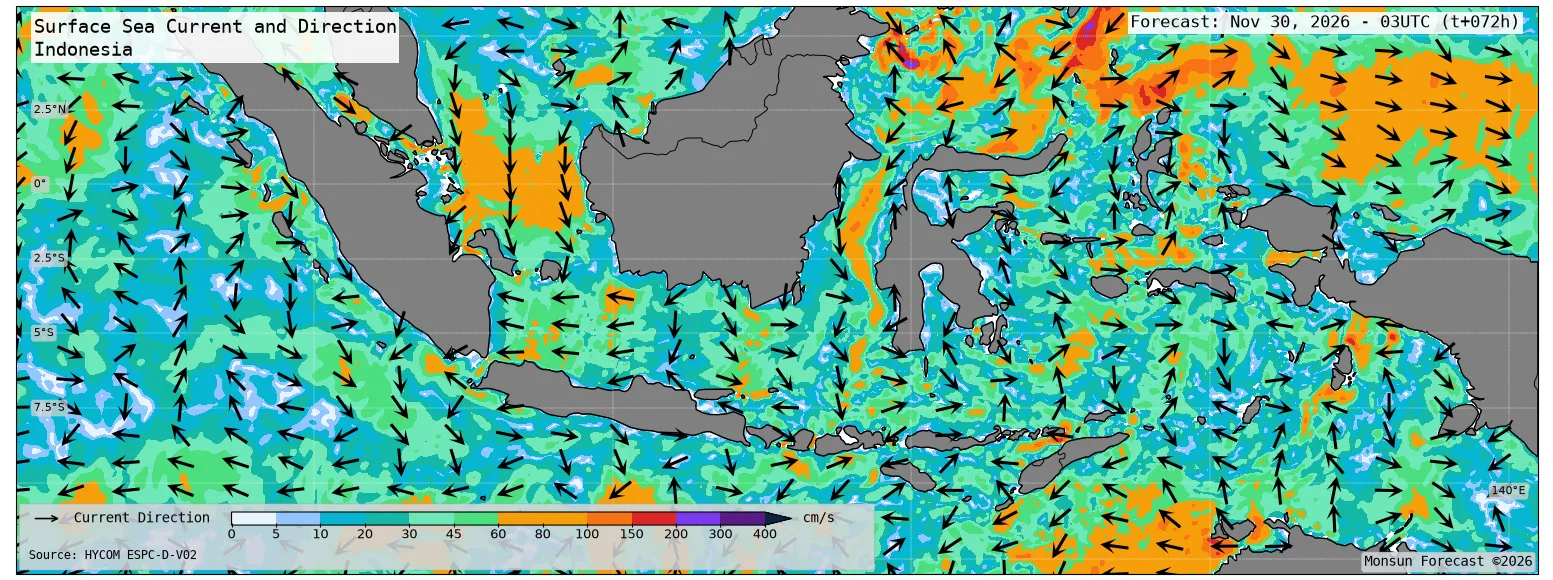 Surface Sea Current and Direction
Indonesia
Forecast: Nov 30, 2026 - 03UTC (t+072h)
2.5°N
0°
2.5°S
5°S
7.5°S
140°E
Current Direction
0 5 10 20 30 45 60 80 100 150 200 300 400 cm/s
Source: HYCOM ESPC-D-V02
Monsun Forecast ©2026